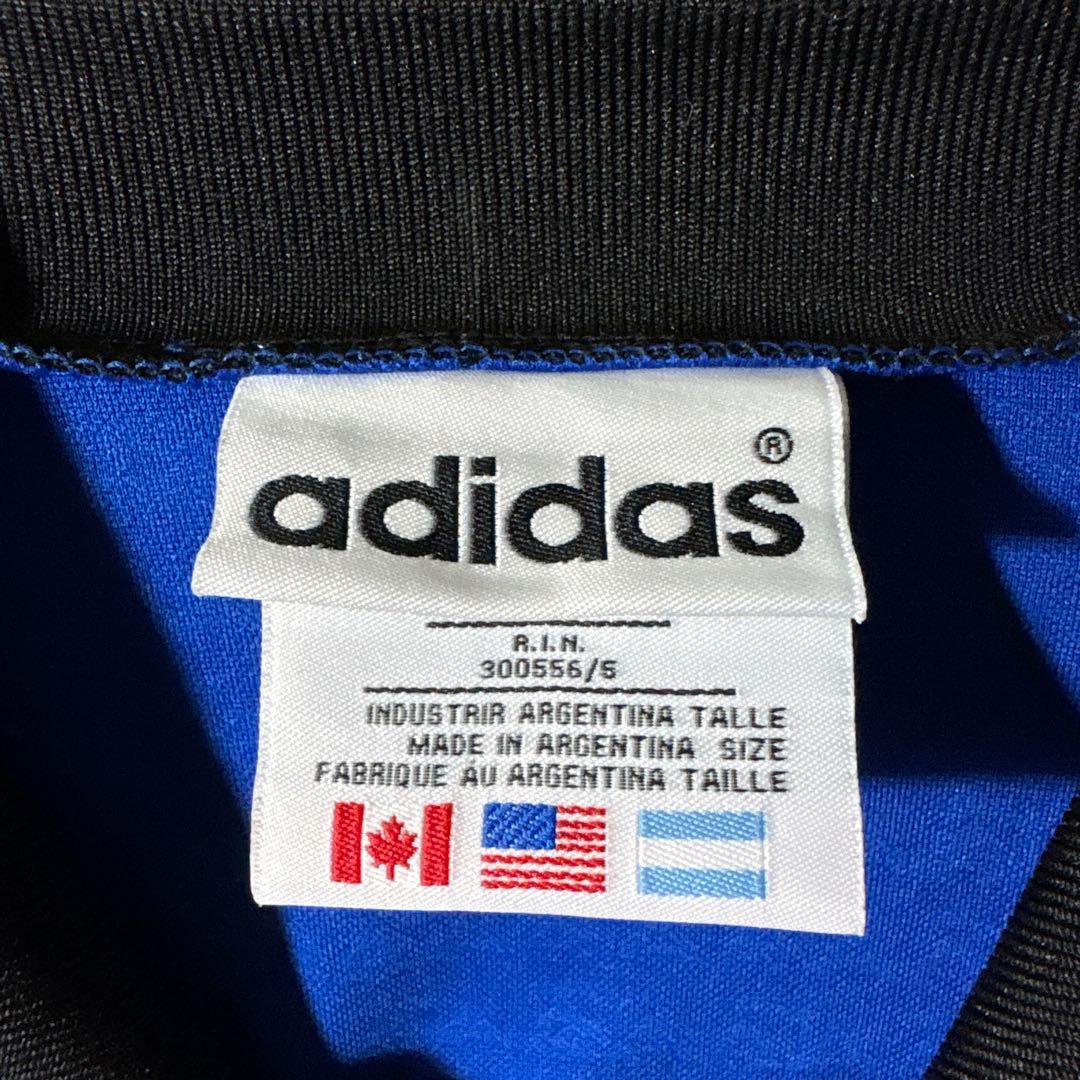 adidas®
R.I.N.
300556/5
INDUSTRIR ARGENTINA TALLE
MADE IN ARGENTINA SIZE
FABRIQUE AU ARGENTINA TAILLE